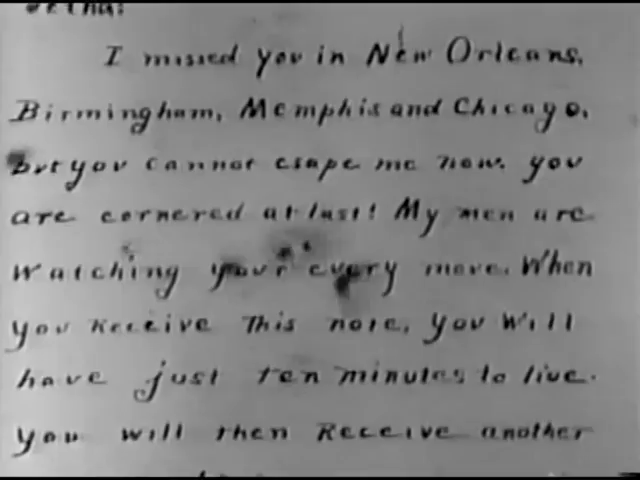 I missed you in New Orleans,
Birmingham, Memphis and Chicago,
but you cannot esape me now. you
are cornered at last! My men are
watching your every move. When
you Receive This note, you will
have just ten minutes to live.
you will then Receive another